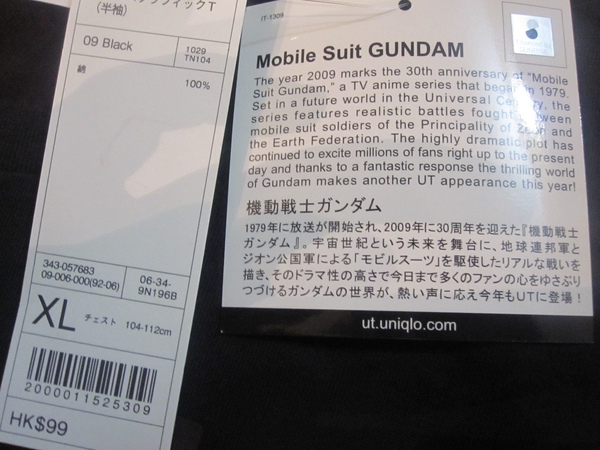 グラフィックT
(半袖)
09 Black
1029
TN104
綿
100%
343-057683
09-006-000(92-06)
06-34-
9N196B
XL チェスト 104-112cm
2000011525309
HK$99
IT-1309
Mobile Suit GUNDAM
The year 2009 marks the 30th anniversary of "Mobile
Suit Gundam," a TV anime series that began in 1979.
Set in a future world in the Universal Century, the
series features realistic battles fought between
mobile suit soldiers of the Principality of Zeon and
the Earth Federation. The highly dramatic plot has
continued to excite millions of fans right up to the present
day and thanks to a fantastic response the thrilling world
of Gundam makes another UT appearance this year!
機動戦士ガンダム
1979年に放送が開始され、2009年に30周年を迎えた『機動戦士
ガンダム』。宇宙世紀という未来を舞台に、地球連邦軍と
ジオン公国軍による「モビルスーツ」を駆使したリアルな戦いを
描き、そのドラマ性の高さで今日まで多くのファンの心をゆさぶり
つづけるガンダムの世界が、熱い声に応え今年もUTに登場!
ut.uniqlo.com